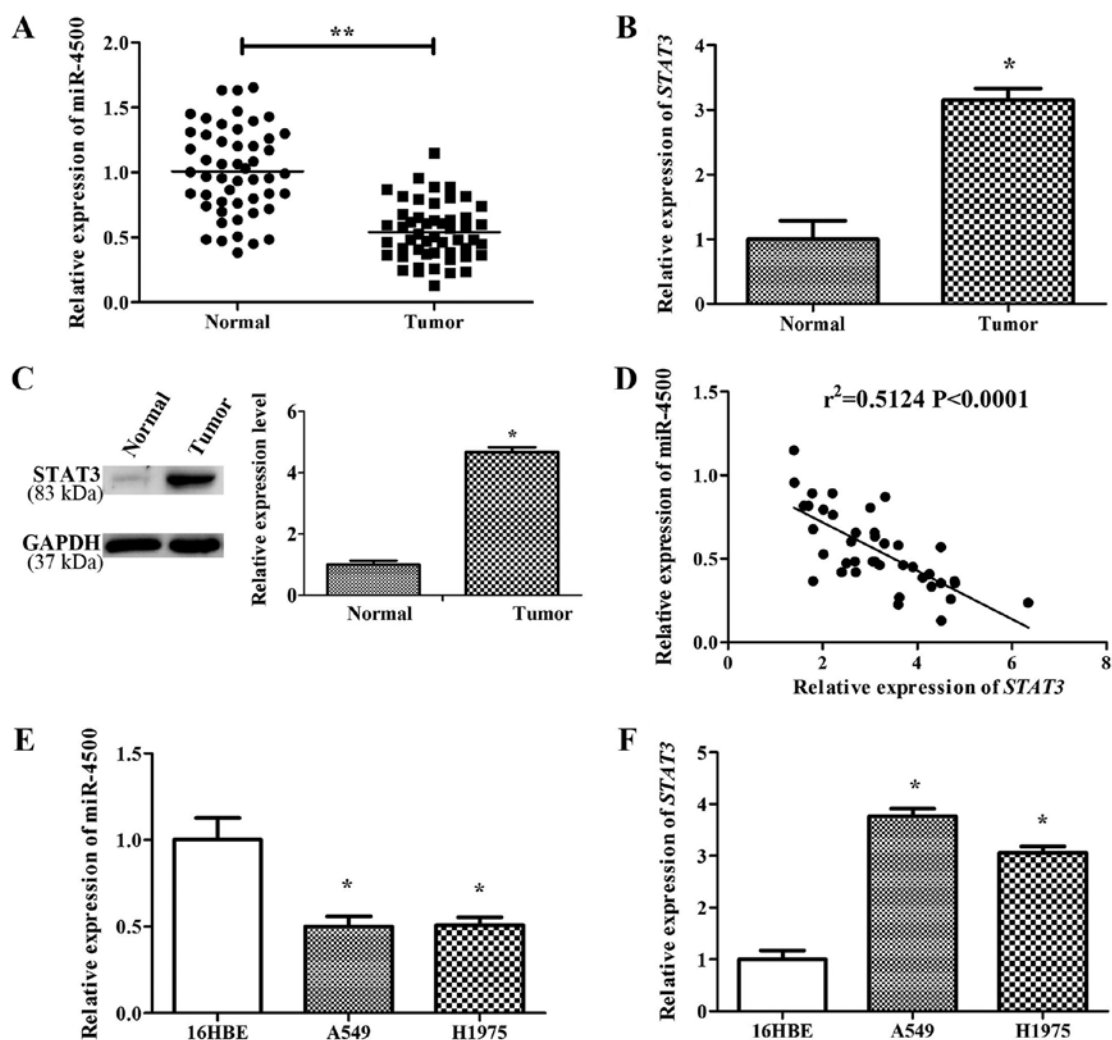 A
Relative expression of miR-4500
2.0
1.5
1.0
0.5
0.0
**
Normal
Tumor
B
Relative expression of STAT3
4
3
2
1
0
*
Normal
Tumor
C
Normal
Tumor
STAT3
(83 kDa)
GAPDH
(37 kDa)
Relative expression level
6
4
2
0
*
Normal
Tumor
D
Relative expression of miR-4500
1.5
1.0
0.5
0.0
r²=0.5124 P<0.0001
0 2 4 6 8
Relative expression of STAT3
E
Relative expression of miR-4500
1.5
1.0
0.5
0.0
*
*
16HBE
A549
H1975
F
Relative expression of STAT3
5
4
3
2
1
0
*
*
16HBE
A549
H1975